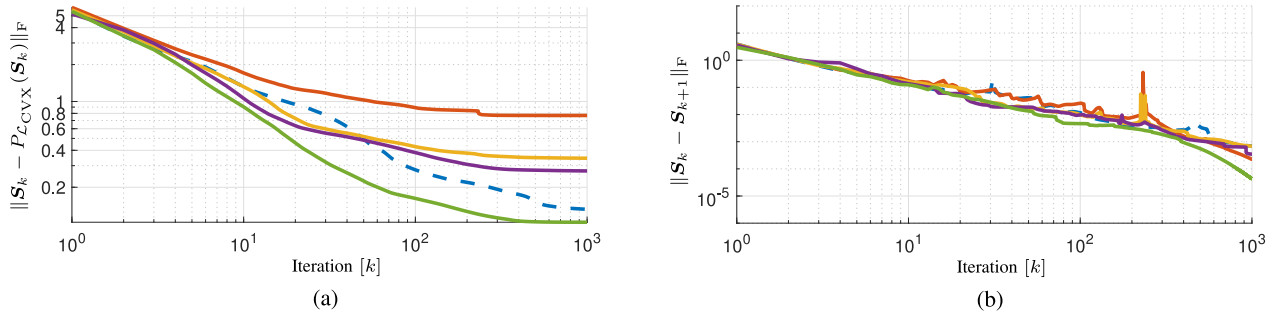 ‖S_k − P_{ℒ_CVX}(S_k)‖_F
5
4
1
0.8
0.6
0.4
0.2
10^0
10^1
10^2
10^3
Iteration [k]
(a)
‖S_k − S_{k+1}‖_F
10^0
10^-5
10^0
10^1
10^2
10^3
Iteration [k]
(b)